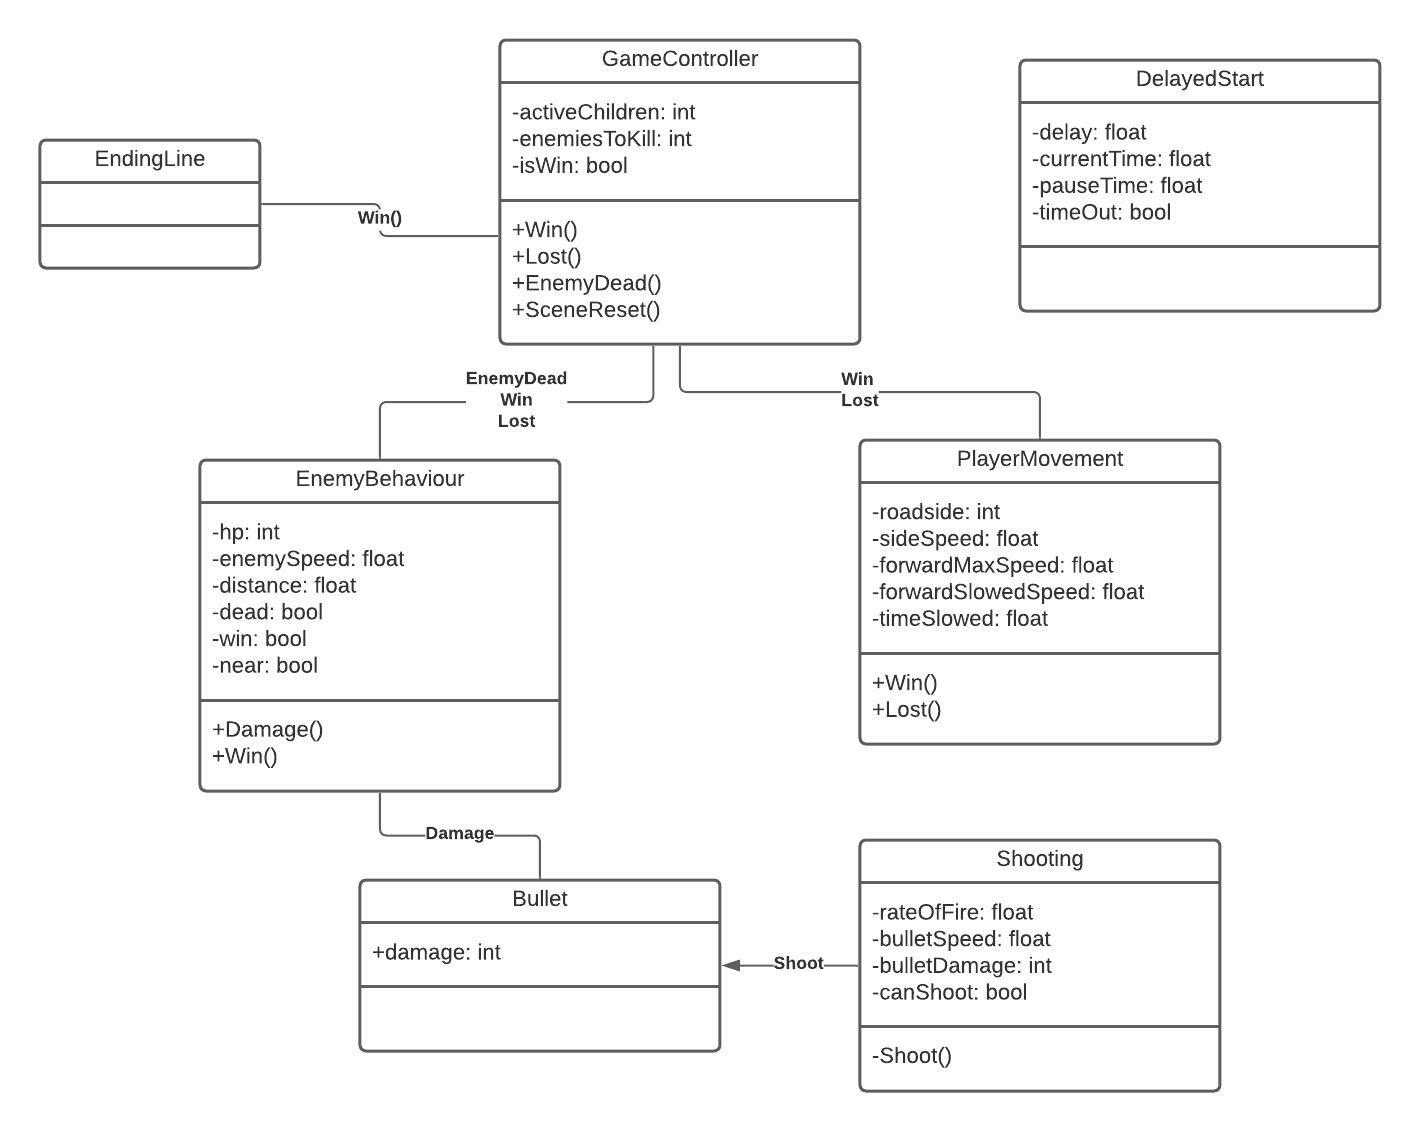 GameController
-activeChildren: int
-enemiesToKill: int
-isWin: bool
+Win()
+Lost()
+EnemyDead()
+SceneReset()
DelayedStart
-delay: float
-currentTime: float
-pauseTime: float
-timeOut: bool
EndingLine
Win()
EnemyDead
Win
Lost
Win
Lost
EnemyBehaviour
-hp: int
-enemySpeed: float
-distance: float
-dead: bool
-win: bool
-near: bool
+Damage()
+Win()
PlayerMovement
-roadside: int
-sideSpeed: float
-forwardMaxSpeed: float
-forwardSlowedSpeed: float
-timeSlowed: float
+Win()
+Lost()
Damage
Bullet
+damage: int
Shoot
Shooting
-rateOfFire: float
-bulletSpeed: float
-bulletDamage: int
-canShoot: bool
-Shoot()